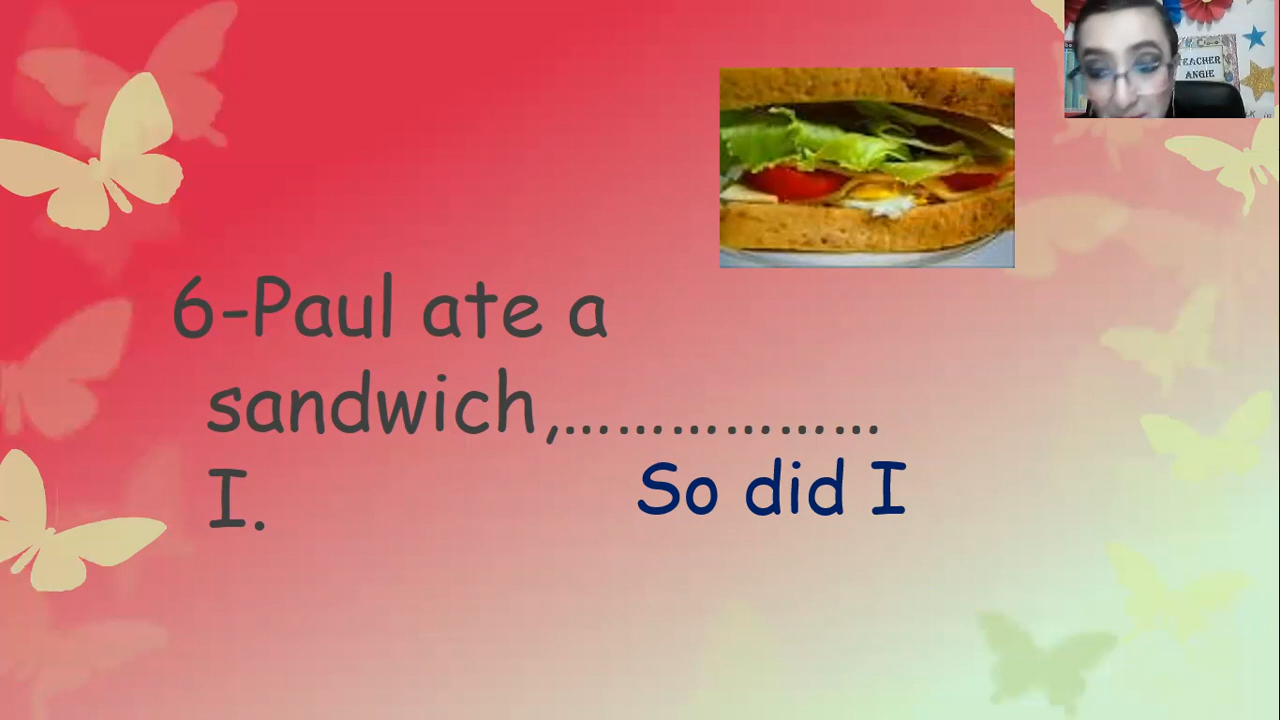 TEACHER
ANGIE
6-Paul ate a
sandwich,………………
I.
So did I